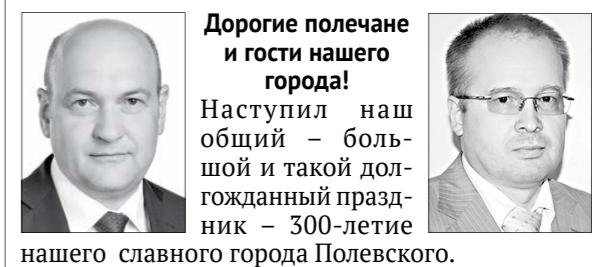 Дорогие полечане
и гости нашего
города!
Наступил наш
общий – боль-
шой и такой дол-
гожданный празд-
ник – 300-летие
нашего славного города Полевского.